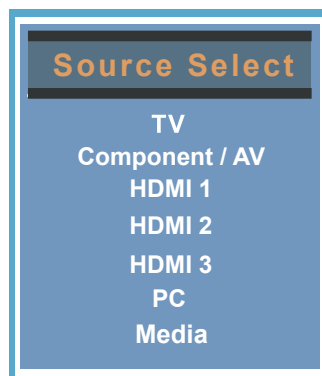 Source Select
TV
Component / AV
HDMI 1
HDMI 2
HDMI 3
PC
Media